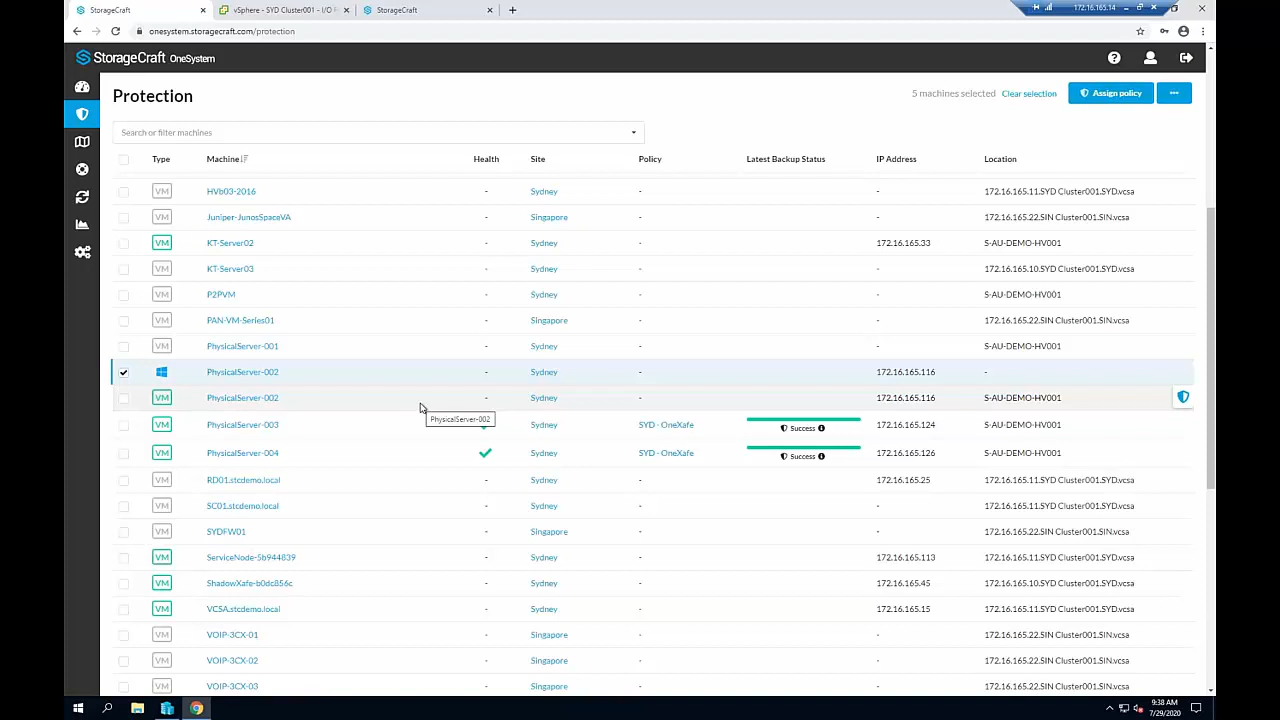 StorageCraft
vSphere - SYD Cluster001 - I/O
StorageCraft
172.16.165.14
onesystem.storagecraft.com/protection
StorageCraft OneSystem
Protection
5 machines selected Clear selection Assign policy ...
Search or filter machines
Type Machine Health Site Policy Latest Backup Status IP Address Location
VM HVb03-2016 - Sydney - - - 172.16.165.11.SYD Cluster001.SYD.vcsa
VM Juniper-JunosSpaceVA - Singapore - - - 172.16.165.22.SIN Cluster001.SIN.vcsa
VM KT-Server02 - Sydney - - 172.16.165.33 S-AU-DEMO-HV001
VM KT-Server03 - Sydney - - - 172.16.165.10.SYD Cluster001.SYD.vcsa
VM P2PVM - Sydney - - - S-AU-DEMO-HV001
VM PAN-VM-Series01 - Singapore - - - 172.16.165.22.SIN Cluster001.SIN.vcsa
VM PhysicalServer-001 - Sydney - - - S-AU-DEMO-HV001
PhysicalServer-002 - Sydney - - 172.16.165.116 -
VM PhysicalServer-002 - Sydney - - 172.16.165.116 S-AU-DEMO-HV001
PhysicalServer-002
VM PhysicalServer-003 Sydney SYD - OneXafe Success 172.16.165.124 S-AU-DEMO-HV001
VM PhysicalServer-004 Sydney SYD - OneXafe Success 172.16.165.126 S-AU-DEMO-HV001
VM RD01.stcdemo.local - Sydney - - 172.16.165.25 172.16.165.11.SYD Cluster001.SYD.vcsa
VM SC01.stcdemo.local - Sydney - - - 172.16.165.11.SYD Cluster001.SYD.vcsa
VM SYDFW01 - Singapore - - - 172.16.165.22.SIN Cluster001.SIN.vcsa
VM ServiceNode-5b944839 - Sydney - - 172.16.165.113 172.16.165.11.SYD Cluster001.SYD.vcsa
VM ShadowXafe-b0dc856c - Sydney - - 172.16.165.45 172.16.165.10.SYD Cluster001.SYD.vcsa
VM VCSA.stcdemo.local - Sydney - - 172.16.165.15 172.16.165.11.SYD Cluster001.SYD.vcsa
VM VOIP-3CX-01 - Singapore - - - 172.16.165.22.SIN Cluster001.SIN.vcsa
VM VOIP-3CX-02 - Singapore - - - 172.16.165.22.SIN Cluster001.SIN.vcsa
VM VOIP-3CX-03 - Singapore - - - 172.16.165.22.SIN Cluster001.SIN.vcsa
9:38 AM
7/29/2020